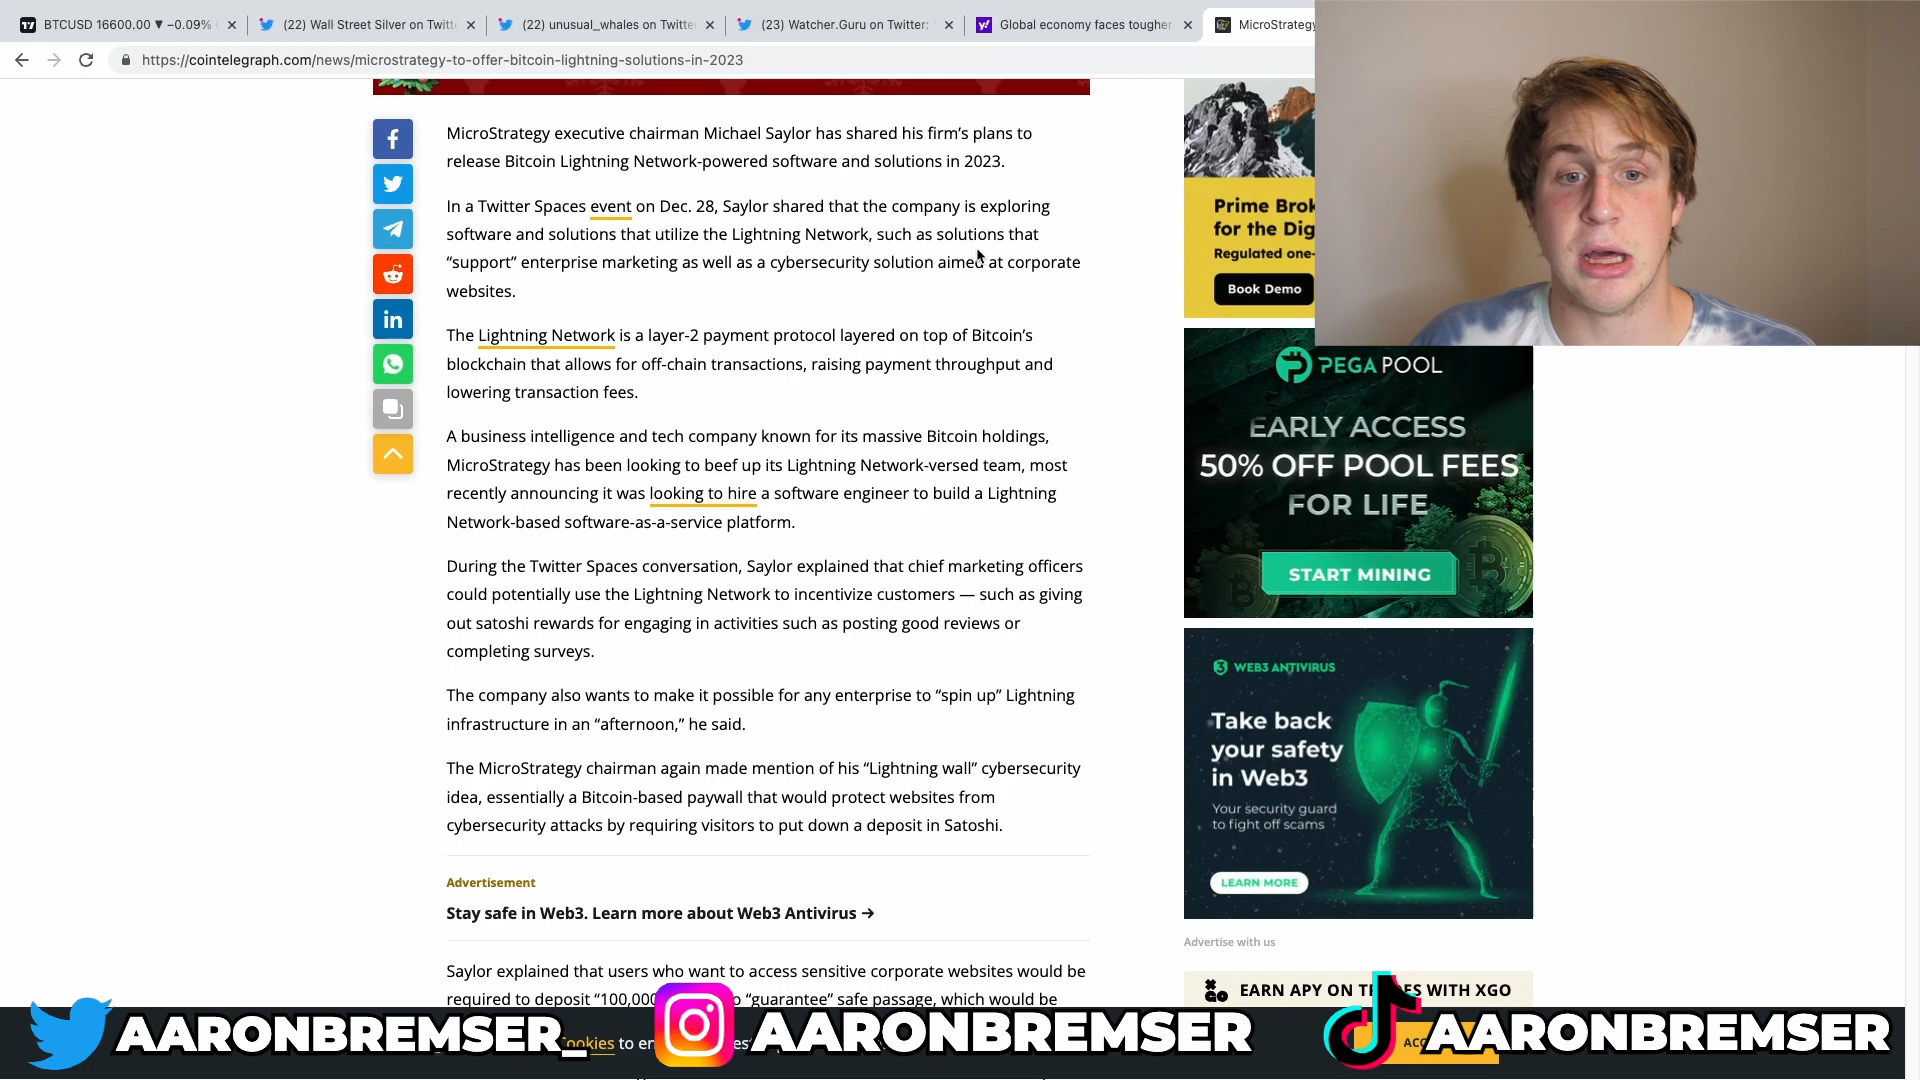 BTCUSD 16600.00 ▼ −0.09%
(22) Wall Street Silver on Twitt
(22) unusual_whales on Twitte
(23) Watcher.Guru on Twitter:
Global economy faces tougher
MicroStrategy
https://cointelegraph.com/news/microstrategy-to-offer-bitcoin-lightning-solutions-in-2023
MicroStrategy executive chairman Michael Saylor has shared his firm’s plans to
release Bitcoin Lightning Network-powered software and solutions in 2023.
In a Twitter Spaces event on Dec. 28, Saylor shared that the company is exploring
software and solutions that utilize the Lightning Network, such as solutions that
“support” enterprise marketing as well as a cybersecurity solution aimed at corporate
websites.
The Lightning Network is a layer-2 payment protocol layered on top of Bitcoin’s
blockchain that allows for off-chain transactions, raising payment throughput and
lowering transaction fees.
A business intelligence and tech company known for its massive Bitcoin holdings,
MicroStrategy has been looking to beef up its Lightning Network-versed team, most
recently announcing it was looking to hire a software engineer to build a Lightning
Network-based software-as-a-service platform.
During the Twitter Spaces conversation, Saylor explained that chief marketing officers
could potentially use the Lightning Network to incentivize customers — such as giving
out satoshi rewards for engaging in activities such as posting good reviews or
completing surveys.
The company also wants to make it possible for any enterprise to “spin up” Lightning
infrastructure in an “afternoon,” he said.
The MicroStrategy chairman again made mention of his “Lightning wall” cybersecurity
idea, essentially a Bitcoin-based paywall that would protect websites from
cybersecurity attacks by requiring visitors to put down a deposit in Satoshi.
Advertisement
Stay safe in Web3. Learn more about Web3 Antivirus →
Saylor explained that users who want to access sensitive corporate websites would be
required to deposit “100,000 “guarantee” safe passage, which would be
Prime Brok
for the Dig
Regulated one-
Book Demo
PEGA POOL
EARLY ACCESS
50% OFF POOL FEES
FOR LIFE
START MINING
WEB3 ANTIVIRUS
Take back
your safety
in Web3
Your security guard
to fight off scams
LEARN MORE
Advertise with us
EARN APY ON WITH XGO
ookies to en
AARONBREMSER_
AARONBREMSER
AARONBREMSER